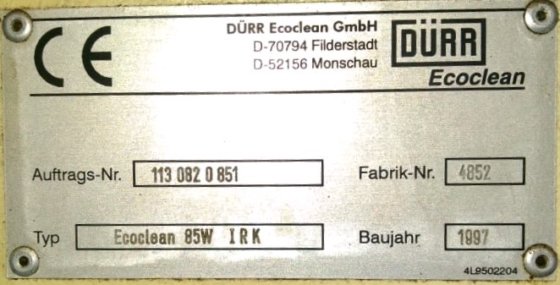 CE
DÜRR Ecoclean GmbH
D-70794 Filderstadt
D-52156 Monschau
DÜRR
Ecoclean
Auftrags-Nr. 113 082 0 851 Fabrik-Nr. 4852
Typ Ecoclean 85W IRK Baujahr 1997
4L9502204